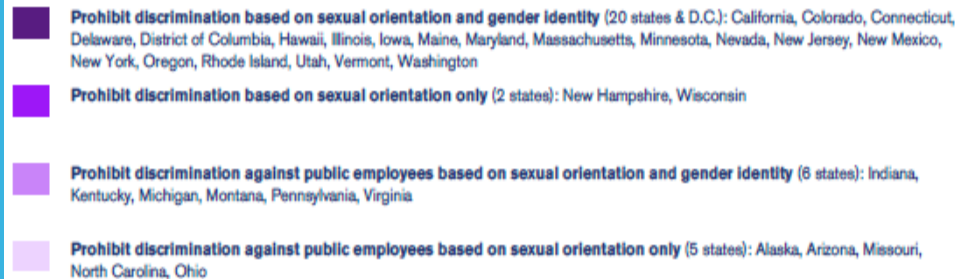 Prohibit discrimination based on sexual orientation and gender identity (20 states & D.C.): California, Colorado, Connecticut,
Delaware, District of Columbia, Hawaii, Illinois, Iowa, Maine, Maryland, Massachusetts, Minnesota, Nevada, New Jersey, New Mexico,
New York, Oregon, Rhode Island, Utah, Vermont, Washington
Prohibit discrimination based on sexual orientation only (2 states): New Hampshire, Wisconsin
Prohibit discrimination against public employees based on sexual orientation and gender identity (6 states): Indiana,
Kentucky, Michigan, Montana, Pennsylvania, Virginia
Prohibit discrimination against public employees based on sexual orientation only (5 states): Alaska, Arizona, Missouri,
North Carolina, Ohio